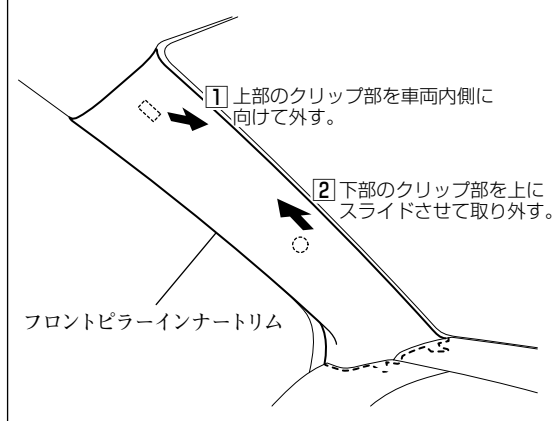 1 上部のクリップ部を車両内側に
向けて外す。
2 下部のクリップ部を上に
スライドさせて取り外す。
フロントピラーインナートリム